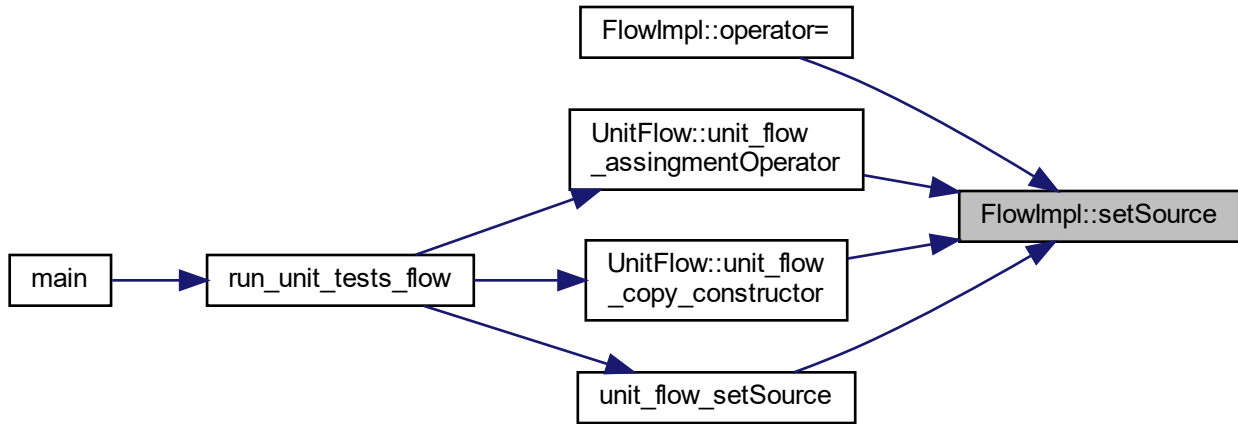 FlowImpl::operator=
UnitFlow::unit_flow
_assingmentOperator
FlowImpl::setSource
main
run_unit_tests_flow
UnitFlow::unit_flow
_copy_constructor
unit_flow_setSource